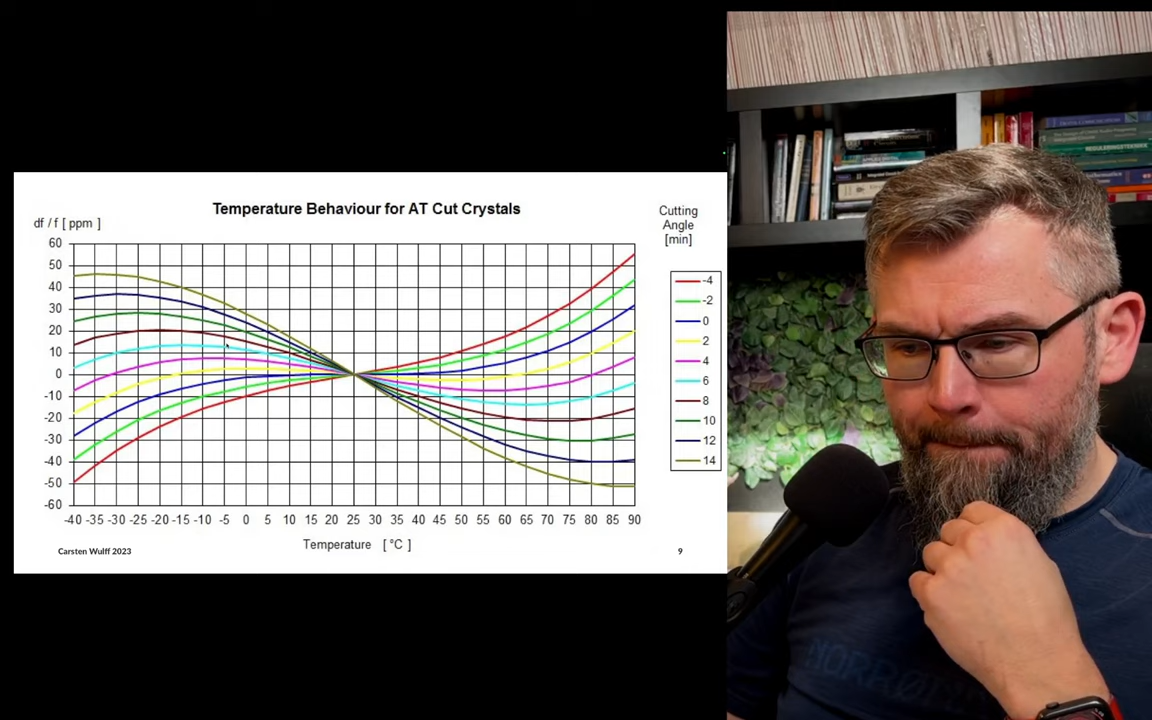 Temperature Behaviour for AT Cut Crystals
df / f [ ppm ]
Cutting
Angle
[min]
60
50
40
30
20
10
0
-10
-20
-30
-40
-50
-60
-40 -35 -30 -25 -20 -15 -10 -5 0 5 10 15 20 25 30 35 40 45 50 55 60 65 70 75 80 85 90
Temperature [ °C ]
-4
-2
0
2
4
6
8
10
12
14
Carsten Wulff 2023
9
REGULERINGSTEKNIKK